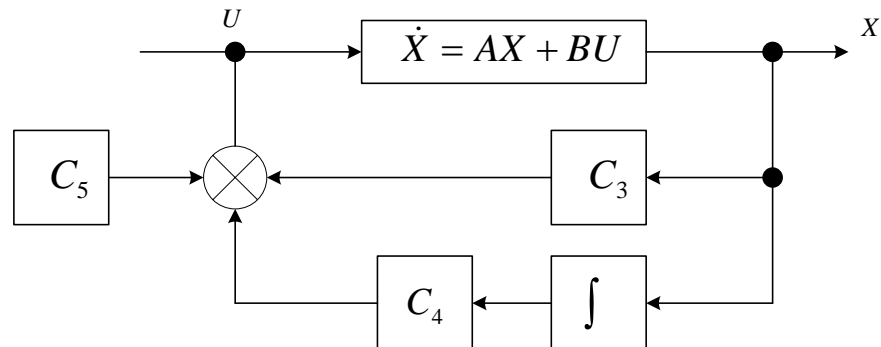 U
X
Ẋ = AX + BU
C₅
C₃
C₄
∫